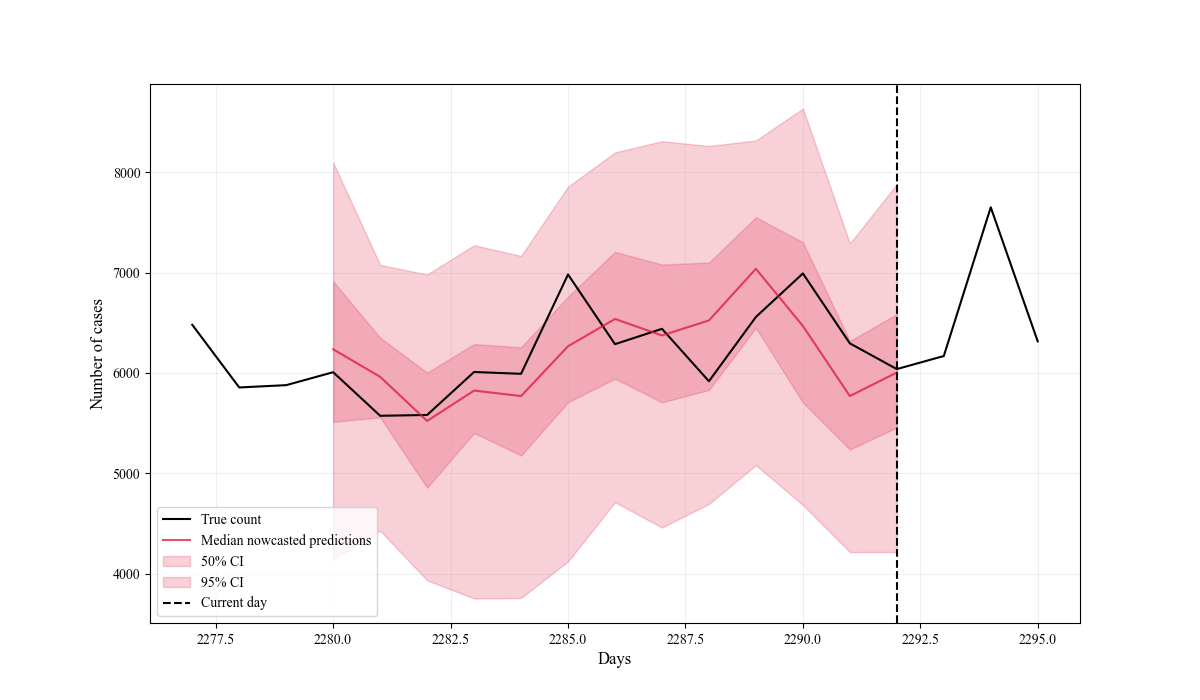 Number of cases
8000
7000
6000
5000
4000
True count
Median nowcasted predictions
50% CI
95% CI
Current day
2277.5 2280.0 2282.5 2285.0 2287.5 2290.0 2292.5 2295.0
Days